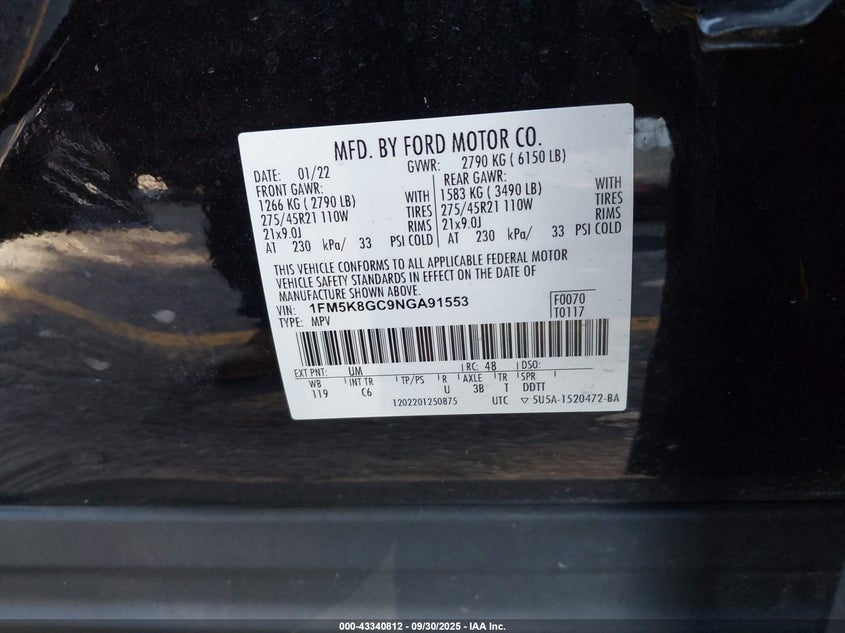 MFD. BY FORD MOTOR CO.
DATE: 01/22 GVWR: 2790 KG ( 6150 LB)
FRONT GAWR: REAR GAWR:
1266 KG ( 2790 LB) WITH 1583 KG ( 3490 LB) WITH
275/45R21 110W TIRES 275/45R21 110W TIRES
21x9.0J RIMS 21x9.0J RIMS
AT 230 kPa/ 33 PSI COLD AT 230 kPa/ 33 PSI COLD
THIS VEHICLE CONFORMS TO ALL APPLICABLE FEDERAL MOTOR
VEHICLE SAFETY STANDARDS IN EFFECT ON THE DATE OF
MANUFACTURE SHOWN ABOVE.
VIN: 1FM5K8GC9NGA91553 F0070
TYPE: MPV T0117
EXT PNT: UM RC: 48 DSO:
WB INT TR TP/PS R AXLE TR SPR
119 C6 U 3B T DDTT
1202201250875 UTC ▽ 5U5A-1520472-BA
000-43340812 - 09/30/2025 - IAA Inc.